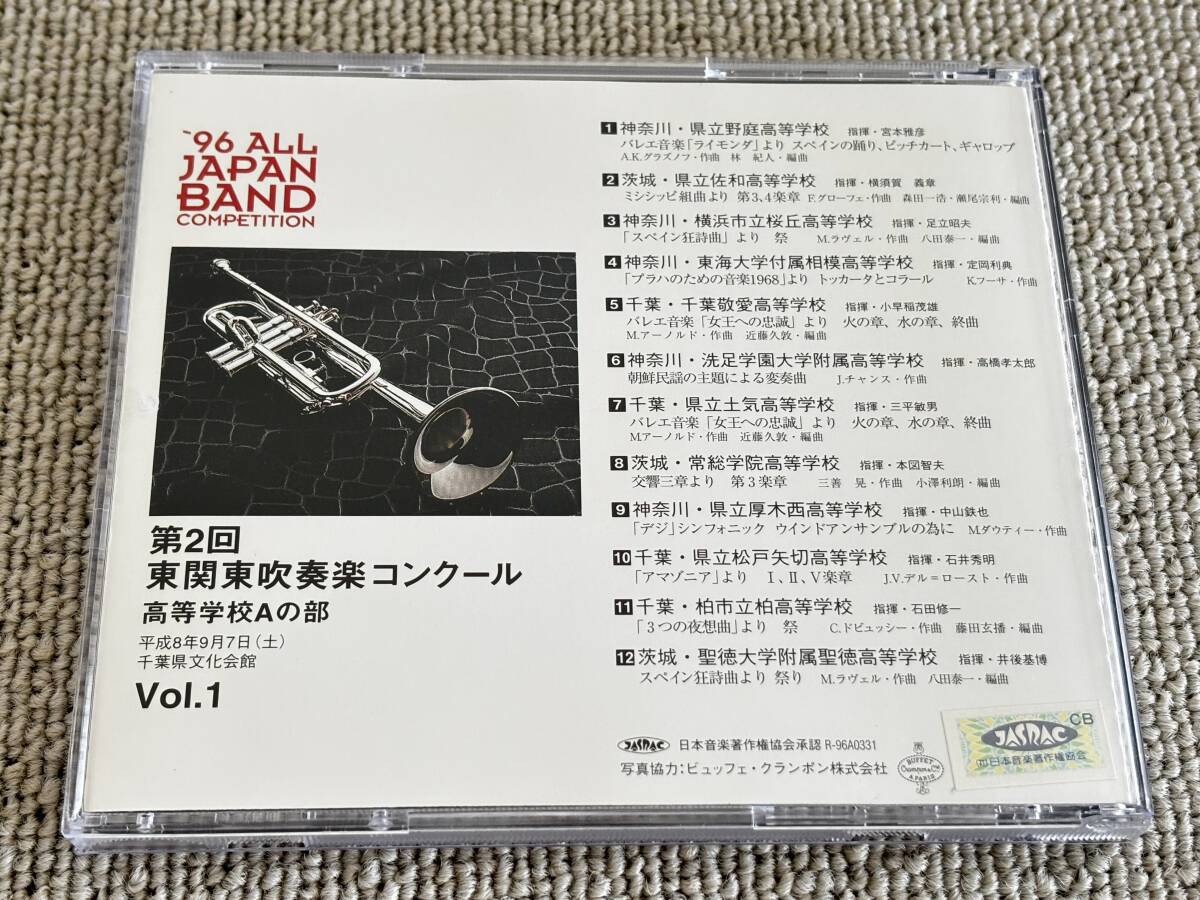 '96 ALL
JAPAN
BAND
COMPETITION
第2回
東関東吹奏楽コンクール
高等学校Aの部
平成8年9月7日(土)
千葉県文化会館
Vol.1
1 神奈川・県立野庭高等学校 指揮・宮本雅彦
バレエ音楽「ライモンダ」より スペインの踊り、ピッチカート、ギャロップ
A.K.グラズノフ・作曲 林 紀人・編曲
2 茨城・県立佐和高等学校 指揮・横須賀 義章
ミシシッピ組曲より 第3、4楽章 F.グローフェ・作曲 森田一浩・瀬尾宗利・編曲
3 神奈川・横浜市立桜丘高等学校 指揮・足立昭夫
「スペイン狂詩曲」より 祭 M.ラヴェル・作曲 八田泰一・編曲
4 神奈川・東海大学付属相模高等学校 指揮・定岡利典
「プラハのための音楽1968」より トッカータとコラール K.フーサ・作曲
5 千葉・千葉敬愛高等学校 指揮・小早稲茂雄
バレエ音楽「女王への忠誠」より 火の章、水の章、終曲
M.アーノルド・作曲 近藤久敦・編曲
6 神奈川・洗足学園大学附属高等学校 指揮・高橋孝太郎
朝鮮民謡の主題による変奏曲 J.チャンス・作曲
7 千葉・県立土気高等学校 指揮・三平敏男
バレエ音楽「女王への忠誠」より 火の章、水の章、終曲
M.アーノルド・作曲 近藤久敦・編曲
8 茨城・常総学院高等学校 指揮・本図智夫
交響三章より 第3楽章 三善 晃・作曲 小澤利朗・編曲
9 神奈川・県立厚木西高等学校 指揮・中山鉄也
「デジ」シンフォニック ウインドアンサンブルの為に M.ダウティー・作曲
10 千葉・県立松戸矢切高等学校 指揮・石井秀明
「アマゾニア」より I、II、V楽章 J.V.デル＝ロースト・作曲
11 千葉・柏市立柏高等学校 指揮・石田修一
「3つの夜想曲」より 祭 C.ドビュッシー・作曲 藤田玄播・編曲
12 茨城・聖徳大学附属聖徳高等学校 指揮・井後基博
スペイン狂詩曲より 祭り M.ラヴェル・作曲 八田泰一・編曲
JASRAC 日本音楽著作権協会承認 R-96A0331
写真協力：ビュッフェ・クランポン株式会社
BUFFET
Crampon & Cie
A PARIS
CB
JASRAC
(社)日本音楽著作権協会